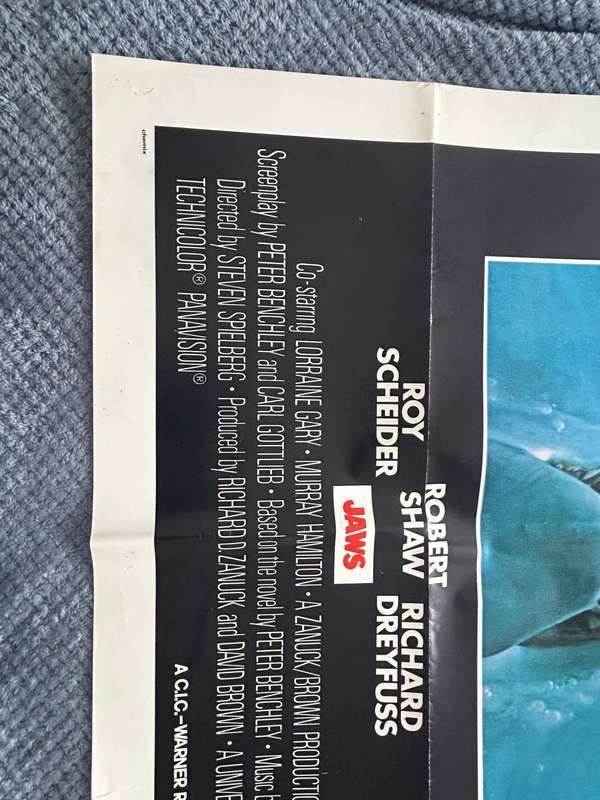 ROBERT
ROY SHAW RICHARD
SCHEIDER DREYFUSS
JAWS
Co-starring LORRAINE GARY · MURRAY HAMILTON · A ZANUCK/BROWN PRODUCTI
Screenplay by PETER BENCHLEY and CARL GOTTLIEB · Based on the novel by PETER BENCHLEY · Music b
Directed by STEVEN SPIELBERG · Produced by RICHARD D. ZANUCK and DAVID BROWN · A UNIVE
TECHNICOLOR® PANAVISION®
A C.I.C.–WARNER R
chamix